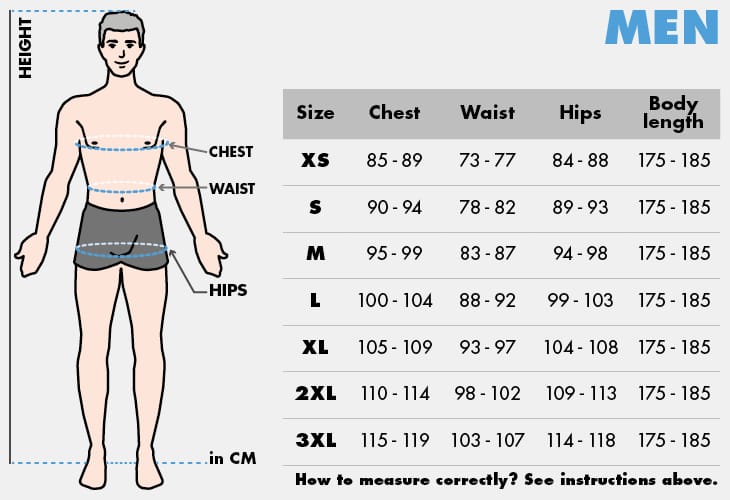 MEN
HEIGHT
CHEST
WAIST
HIPS
in CM
Size Chest Waist Hips Body length
XS 85 - 89 73 - 77 84 - 88 175 - 185
S 90 - 94 78 - 82 89 - 93 175 - 185
M 95 - 99 83 - 87 94 - 98 175 - 185
L 100 - 104 88 - 92 99 - 103 175 - 185
XL 105 - 109 93 - 97 104 - 108 175 - 185
2XL 110 - 114 98 - 102 109 - 113 175 - 185
3XL 115 - 119 103 - 107 114 - 118 175 - 185
How to measure correctly? See instructions above.